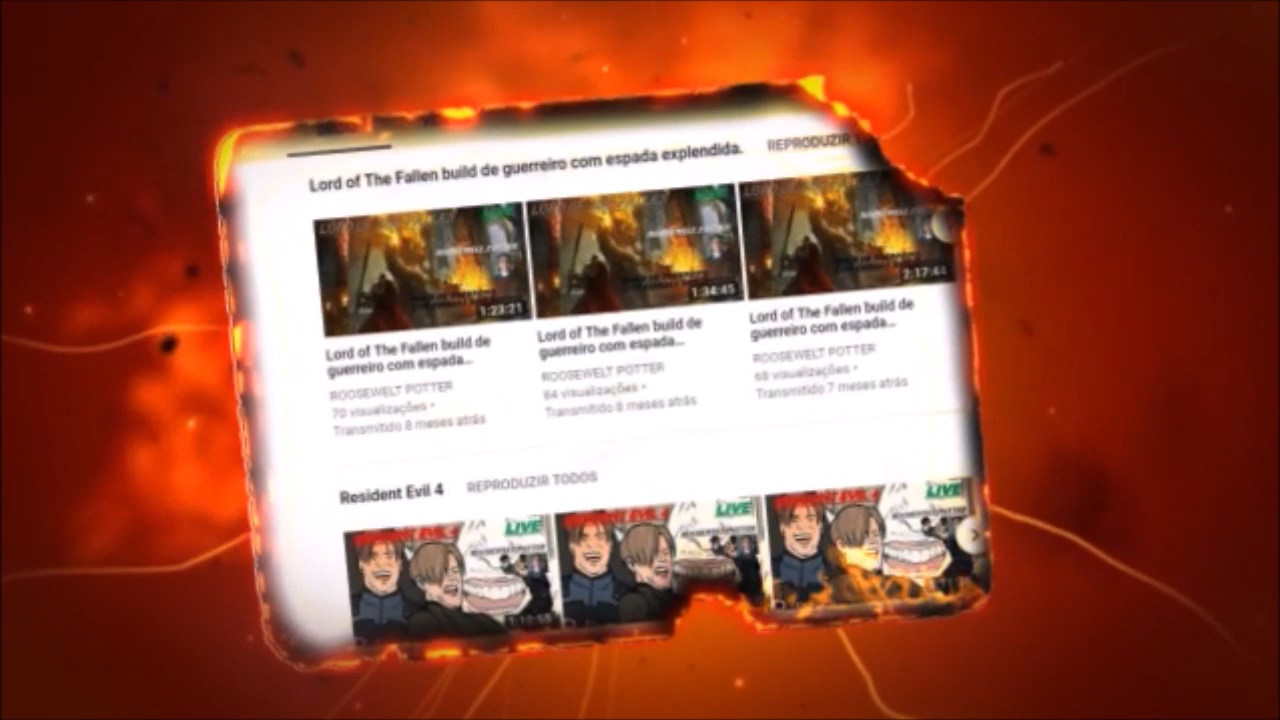 Lord of The Fallen build de guerreiro com espada explendida. REPRODUZIR
1:23:21
1:34:45
2:17:44
Lord of The Fallen build de
guerreiro com espada...
ROOSEWELT POTTER
70 visualizações •
Transmitido 8 meses atrás
Lord of The Fallen build de
guerreiro com espada...
ROOSEWELT POTTER
84 visualizações •
Transmitido 8 meses atrás
Lord of The Fallen build de
guerreiro com espada...
ROOSEWELT POTTER
68 visualizações •
Transmitido 7 meses atrás
Resident Evil 4 REPRODUZIR TODOS
LIVE
LIVE
LIVE